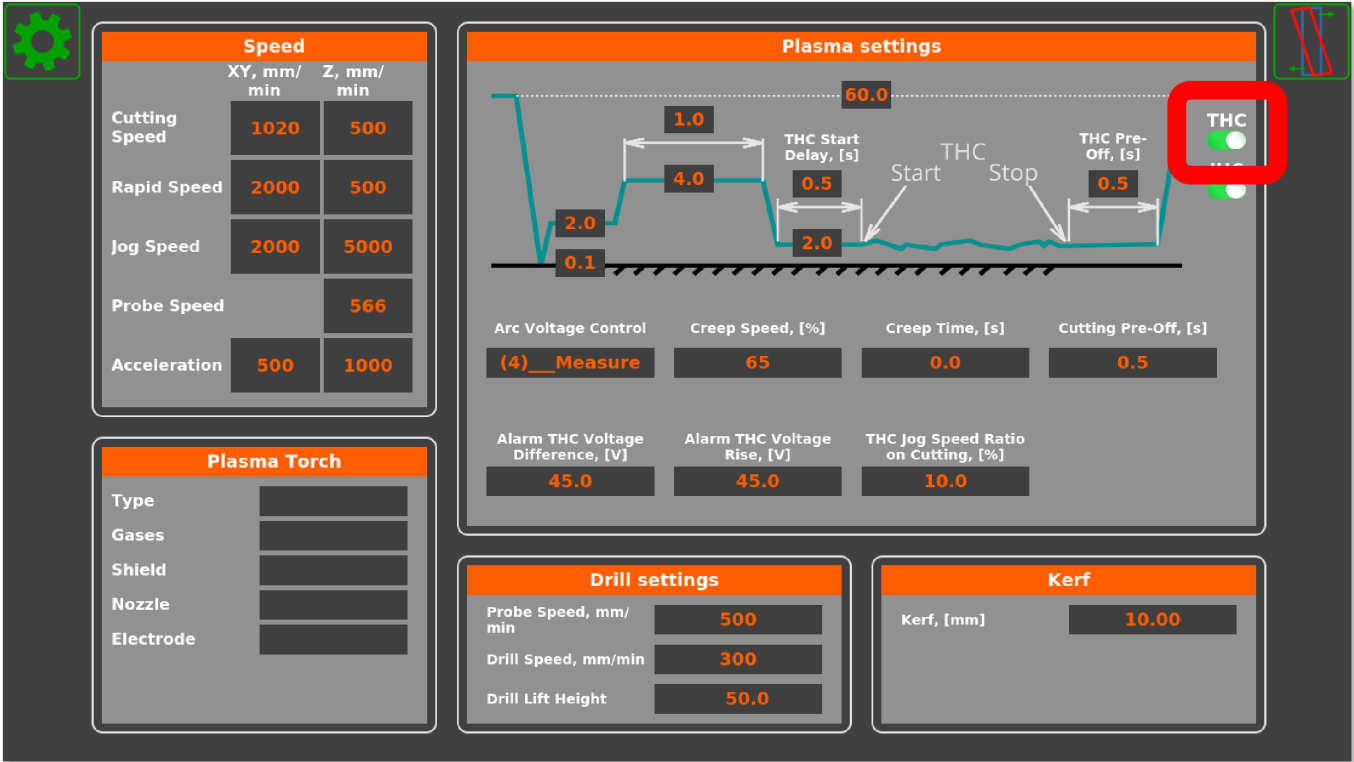 Speed
XY, mm/
min
Z, mm/
min
Cutting
Speed
1020
500
Rapid Speed
2000
500
Jog Speed
2000
5000
Probe Speed
566
Acceleration
500
1000
Plasma Torch
Type
Gases
Shield
Nozzle
Electrode
Plasma settings
60.0
1.0
4.0
2.0
0.1
THC Start
Delay, [s]
0.5
2.0
THC
Start
Stop
THC Pre-
Off, [s]
0.5
THC
Arc Voltage Control
(4)___Measure
Creep Speed, [%]
65
Creep Time, [s]
0.0
Cutting Pre-Off, [s]
0.5
Alarm THC Voltage
Difference, [V]
45.0
Alarm THC Voltage
Rise, [V]
45.0
THC Jog Speed Ratio
on Cutting, [%]
10.0
Drill settings
Probe Speed, mm/
min
500
Drill Speed, mm/min
300
Drill Lift Height
50.0
Kerf
Kerf, [mm]
10.00